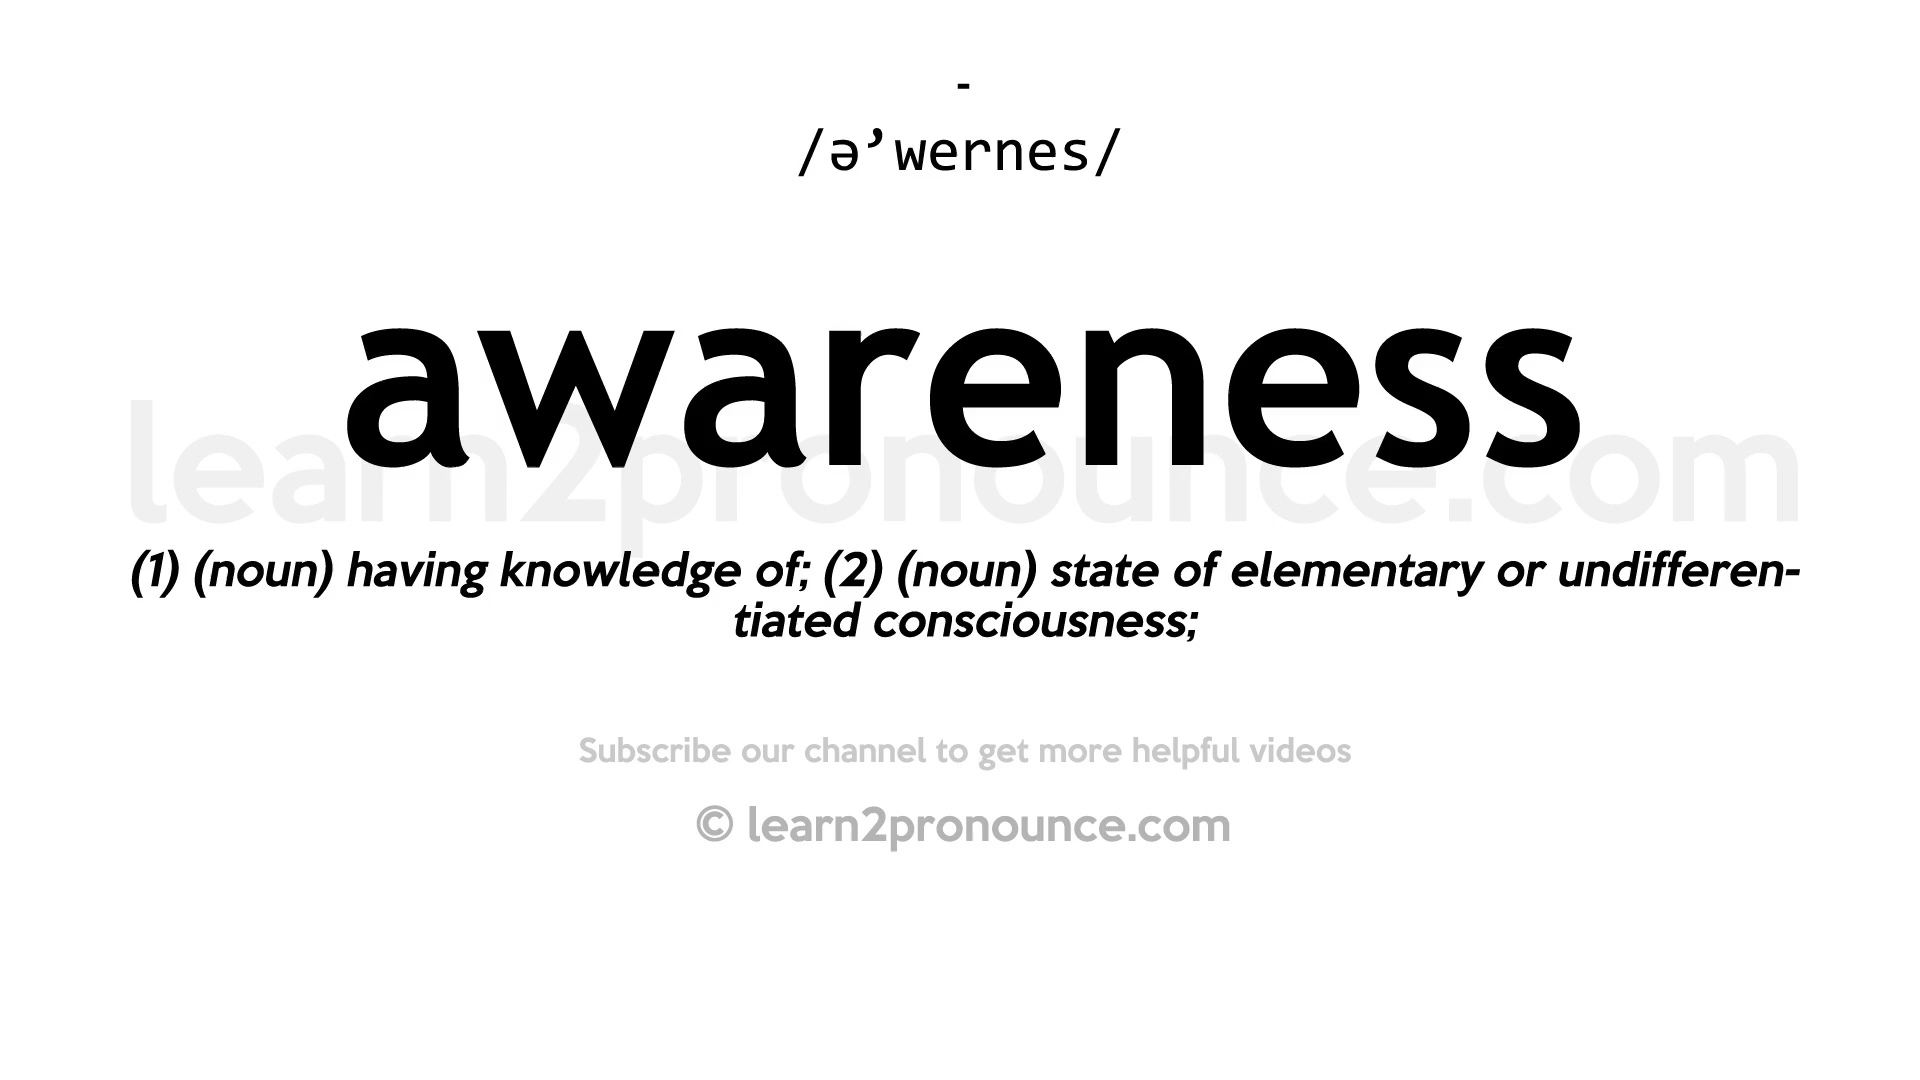 -
/ə’wernes/
awareness
learn2pronounce.com
(1) (noun) having knowledge of; (2) (noun) state of elementary or undifferen-
tiated consciousness;
Subscribe our channel to get more helpful videos
© learn2pronounce.com